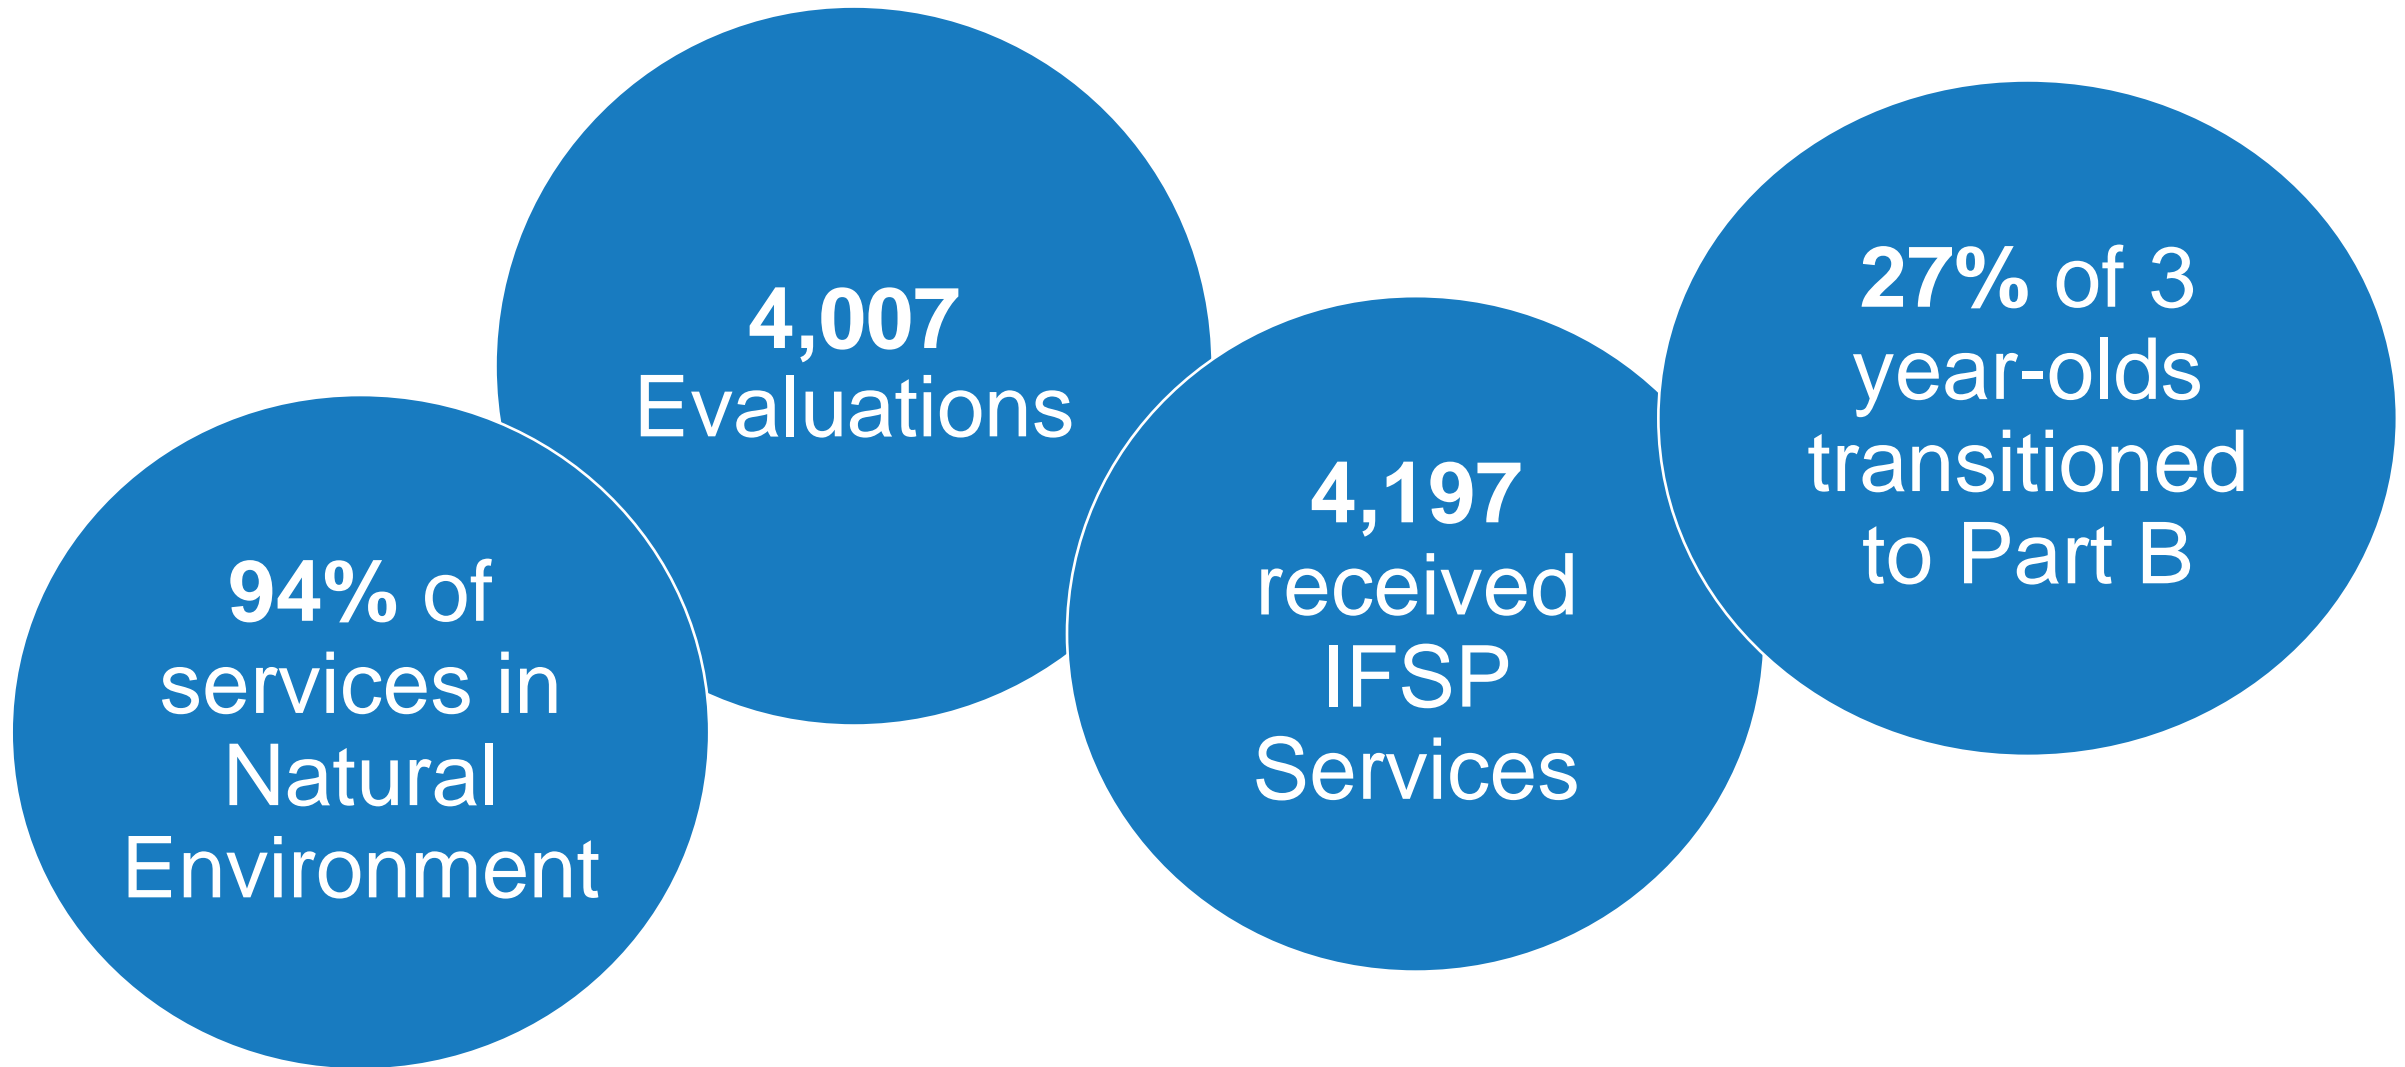 94% of
services in
Natural
Environment
4,007
Evaluations
4,197
received
IFSP
Services
27% of 3
year-olds
transitioned
to Part B